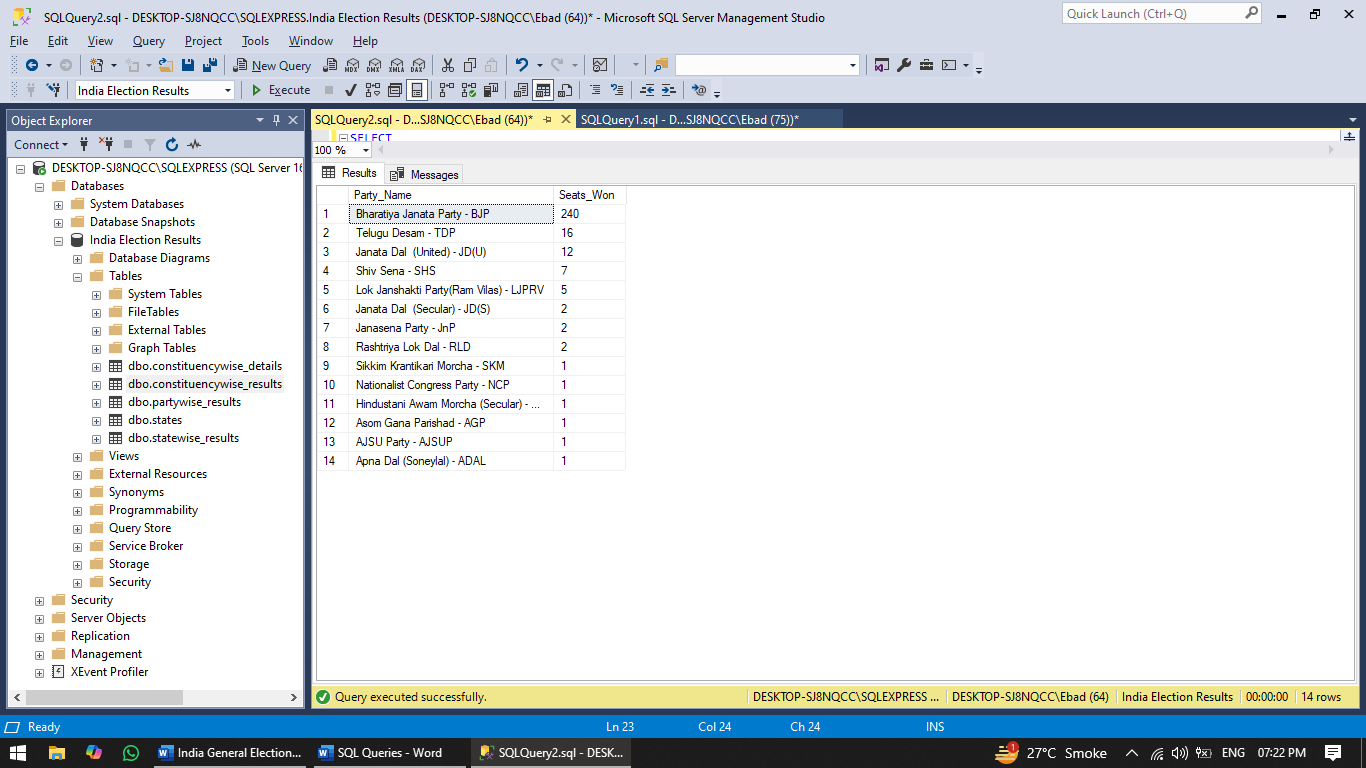 SQLQuery2.sql - DESKTOP-SJ8NQCC\SQLEXPRESS.India Election Results (DESKTOP-SJ8NQCC\Ebad (64))* - Microsoft SQL Server Management Studio
Quick Launch (Ctrl+Q)
File Edit View Query Project Tools Window Help
New Query
MDX DMX XMLA DAX
India Election Results
Execute
Object Explorer
SQLQuery2.sql - D...SJ8NQCC\Ebad (64))*
SQLQuery1.sql - D...SJ8NQCC\Ebad (75))*
Connect
SELECT
100 %
DESKTOP-SJ8NQCC\SQLEXPRESS (SQL Server 16
Databases
System Databases
Database Snapshots
India Election Results
Database Diagrams
Tables
System Tables
FileTables
External Tables
Graph Tables
dbo.constituencywise_details
dbo.constituencywise_results
dbo.partywise_results
dbo.states
dbo.statewise_results
Views
External Resources
Synonyms
Programmability
Query Store
Service Broker
Storage
Security
Security
Server Objects
Replication
Management
XEvent Profiler
Results Messages
Party_Name Seats_Won
1 Bharatiya Janata Party - BJP 240
2 Telugu Desam - TDP 16
3 Janata Dal  (United) - JD(U) 12
4 Shiv Sena - SHS 7
5 Lok Janshakti Party(Ram Vilas) - LJPRV 5
6 Janata Dal  (Secular) - JD(S) 2
7 Janasena Party - JnP 2
8 Rashtriya Lok Dal - RLD 2
9 Sikkim Krantikari Morcha - SKM 1
10 Nationalist Congress Party - NCP 1
11 Hindustani Awam Morcha (Secular) - ... 1
12 Asom Gana Parishad - AGP 1
13 AJSU Party - AJSUP 1
14 Apna Dal (Soneylal) - ADAL 1
Query executed successfully. DESKTOP-SJ8NQCC\SQLEXPRESS ... DESKTOP-SJ8NQCC\Ebad (64) India Election Results 00:00:00 14 rows
Ready Ln 23 Col 24 Ch 24 INS
India General Election... SQL Queries - Word SQLQuery2.sql - DESK... 1 27°C Smoke ENG 07:22 PM